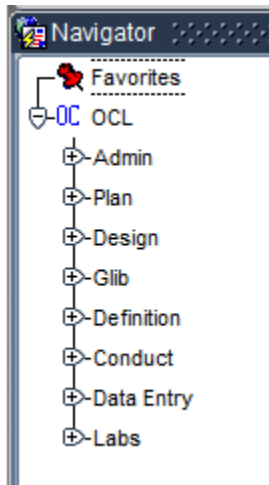 Navigator
Favorites
OC OCL
Admin
Plan
Design
Glib
Definition
Conduct
Data Entry
Labs